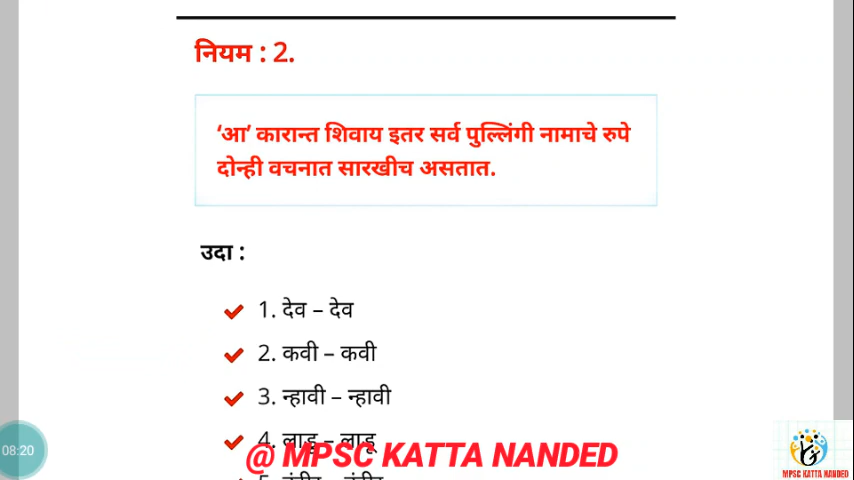 नियम : 2.
‘आ’ कारान्त शिवाय इतर सर्व पुल्लिंगी नामाचे रुपे
दोन्ही वचनात सारखीच असतात.
उदा :
1. देव – देव
2. कवी – कवी
3. न्हावी – न्हावी
4. लाडू – लाडू
@ MPSC KATTA NANDED
08:20
MPSC KATTA NANDED